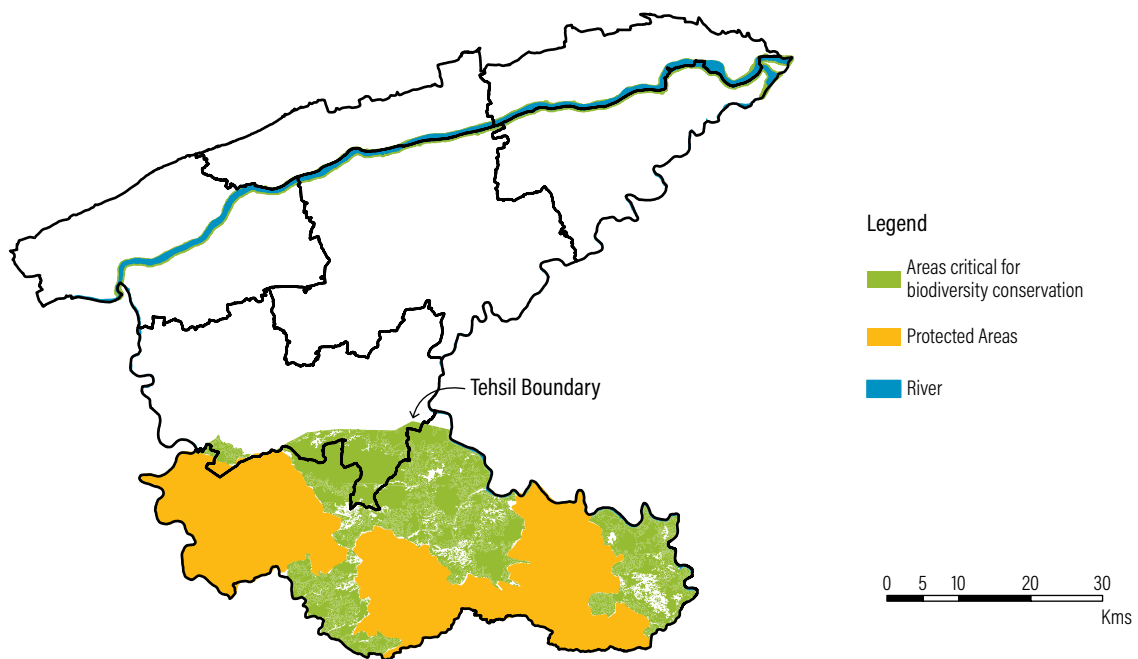 Legend
Areas critical for
biodiversity conservation
Protected Areas
River
Tehsil Boundary
0 5 10 20 30
Kms